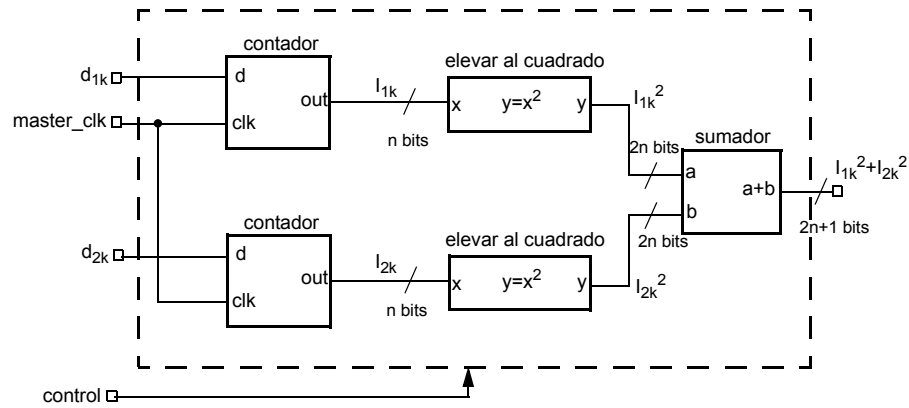 contador
d1k
d
out
I1k
n bits
master_clk
clk
elevar al cuadrado
x
y=x²
y
I1k²
2n bits
sumador
a
a+b
b
I1k²+I2k²
2n+1 bits
2n bits
contador
d2k
d
out
I2k
n bits
clk
elevar al cuadrado
x
y=x²
y
I2k²
control